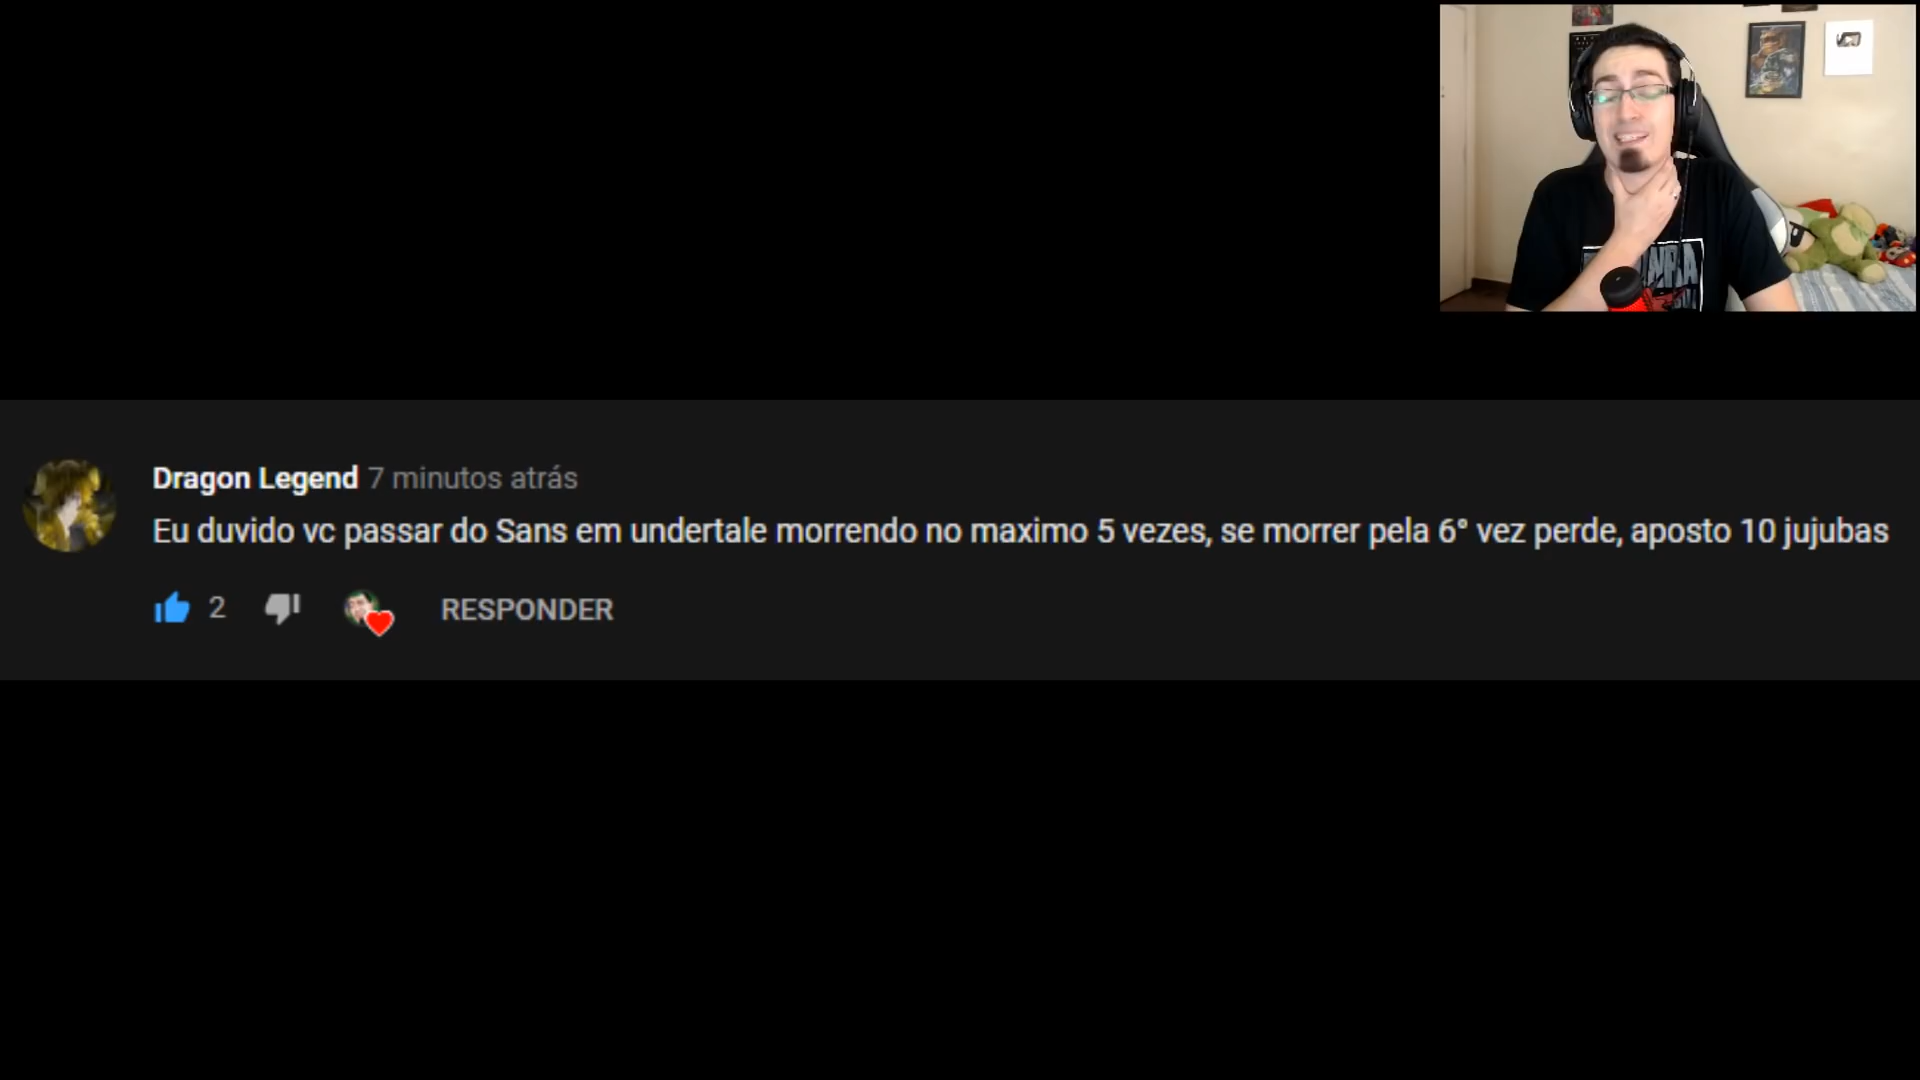 Dragon Legend 7 minutos atrás
Eu duvido vc passar do Sans em undertale morrendo no maximo 5 vezes, se morrer pela 6° vez perde, aposto 10 jujubas
2 RESPONDER